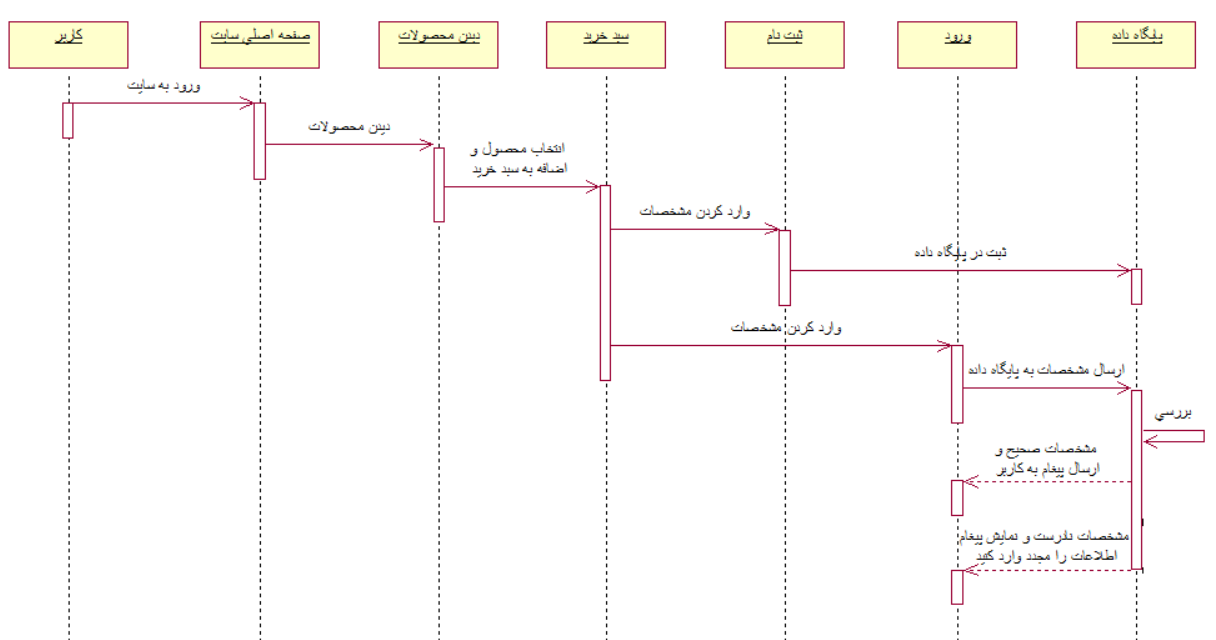 کاربر
صفحه اصلي سایت
دیدن محصولات
سبد خرید
ثبت نام
ورود
پایگاه داده
ورود به سایت
دیدن محصولات
انتخاب محصول و
اضافه به سبد خرید
وارد کردن مشخصات
ثبت در پایگاه داده
وارد کردن مشخصات
ارسال مشخصات به پایگاه داده
بررسي
مشخصات صحیح و
ارسال پیغام به کاربر
مشخصات نادرست و نمایش پیغام
اطلاعات را مجدد وارد کنید